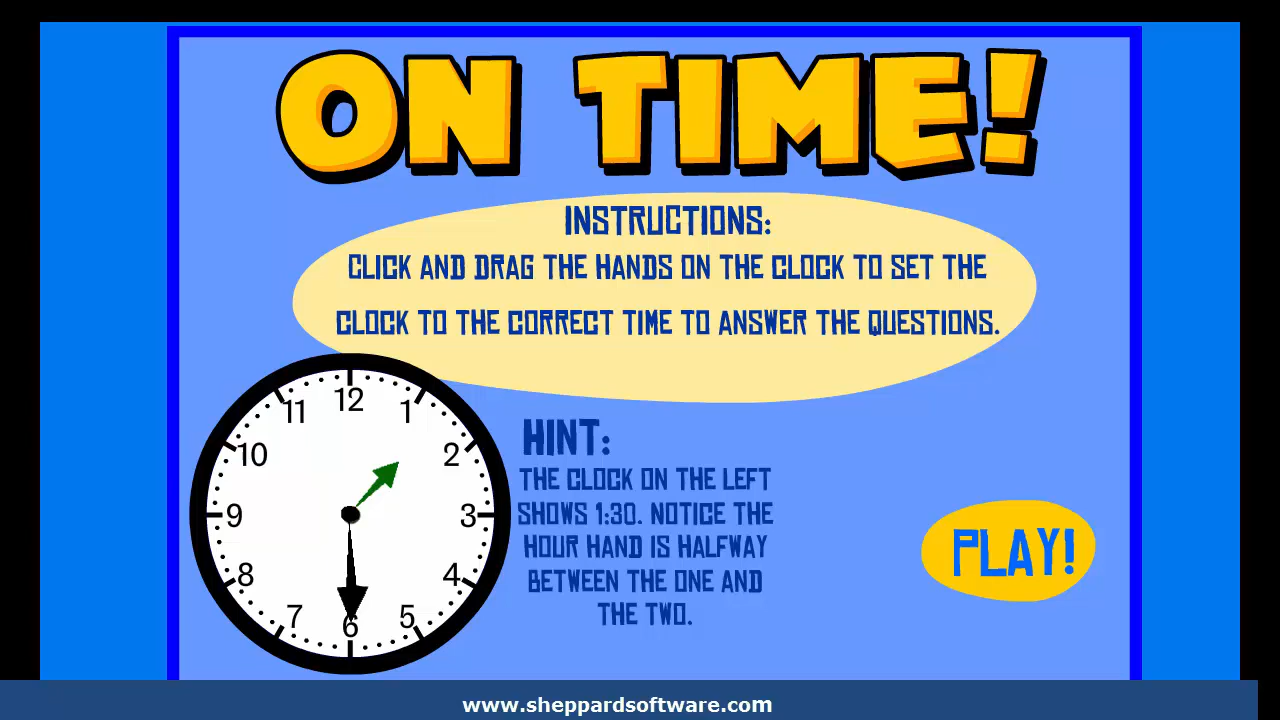 ON TIME!
INSTRUCTIONS:
CLICK AND DRAG THE HANDS ON THE CLOCK TO SET THE
CLOCK TO THE CORRECT TIME TO ANSWER THE QUESTIONS.
12
11
1
10
2
9
3
8
4
7
5
6
HINT:
THE CLOCK ON THE LEFT
SHOWS 1:30. NOTICE THE
HOUR HAND IS HALFWAY
BETWEEN THE ONE AND
THE TWO.
PLAY!
www.sheppardsoftware.com